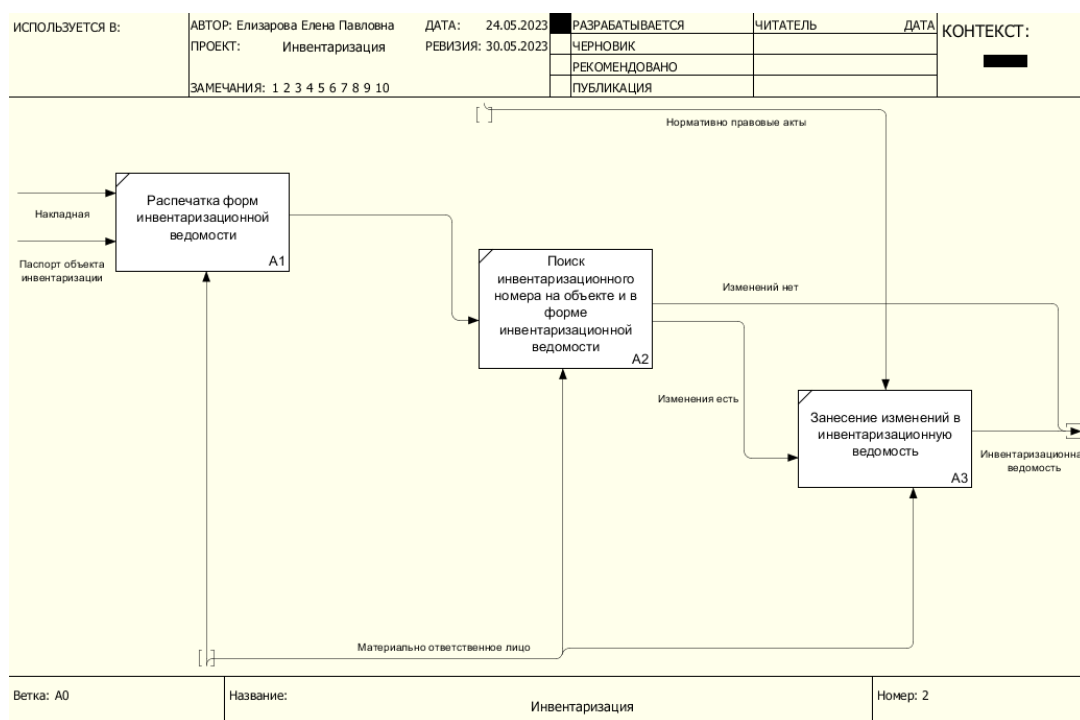 ИСПОЛЬЗУЕТСЯ В:
АВТОР: Елизарова Елена Павловна
ДАТА: 24.05.2023
ПРОЕКТ: Инвентаризация
РЕВИЗИЯ: 30.05.2023
ЗАМЕЧАНИЯ: 1 2 3 4 5 6 7 8 9 10
РАЗРАБАТЫВАЕТСЯ
ЧЕРНОВИК
РЕКОМЕНДОВАНО
ПУБЛИКАЦИЯ
ЧИТАТЕЛЬ
ДАТА
КОНТЕКСТ:
Нормативно правовые акты
Накладная
Паспорт объекта
инвентаризации
Распечатка форм
инвентаризационной
ведомости
A1
Поиск
инвентаризационного
номера на объекте и в
форме
инвентаризационной
ведомости
A2
Изменений нет
Изменения есть
Занесение изменений в
инвентаризационную
ведомость
A3
Инвентаризационна
ведомость
Материально ответственное лицо
Ветка: A0
Название:
Инвентаризация
Номер: 2